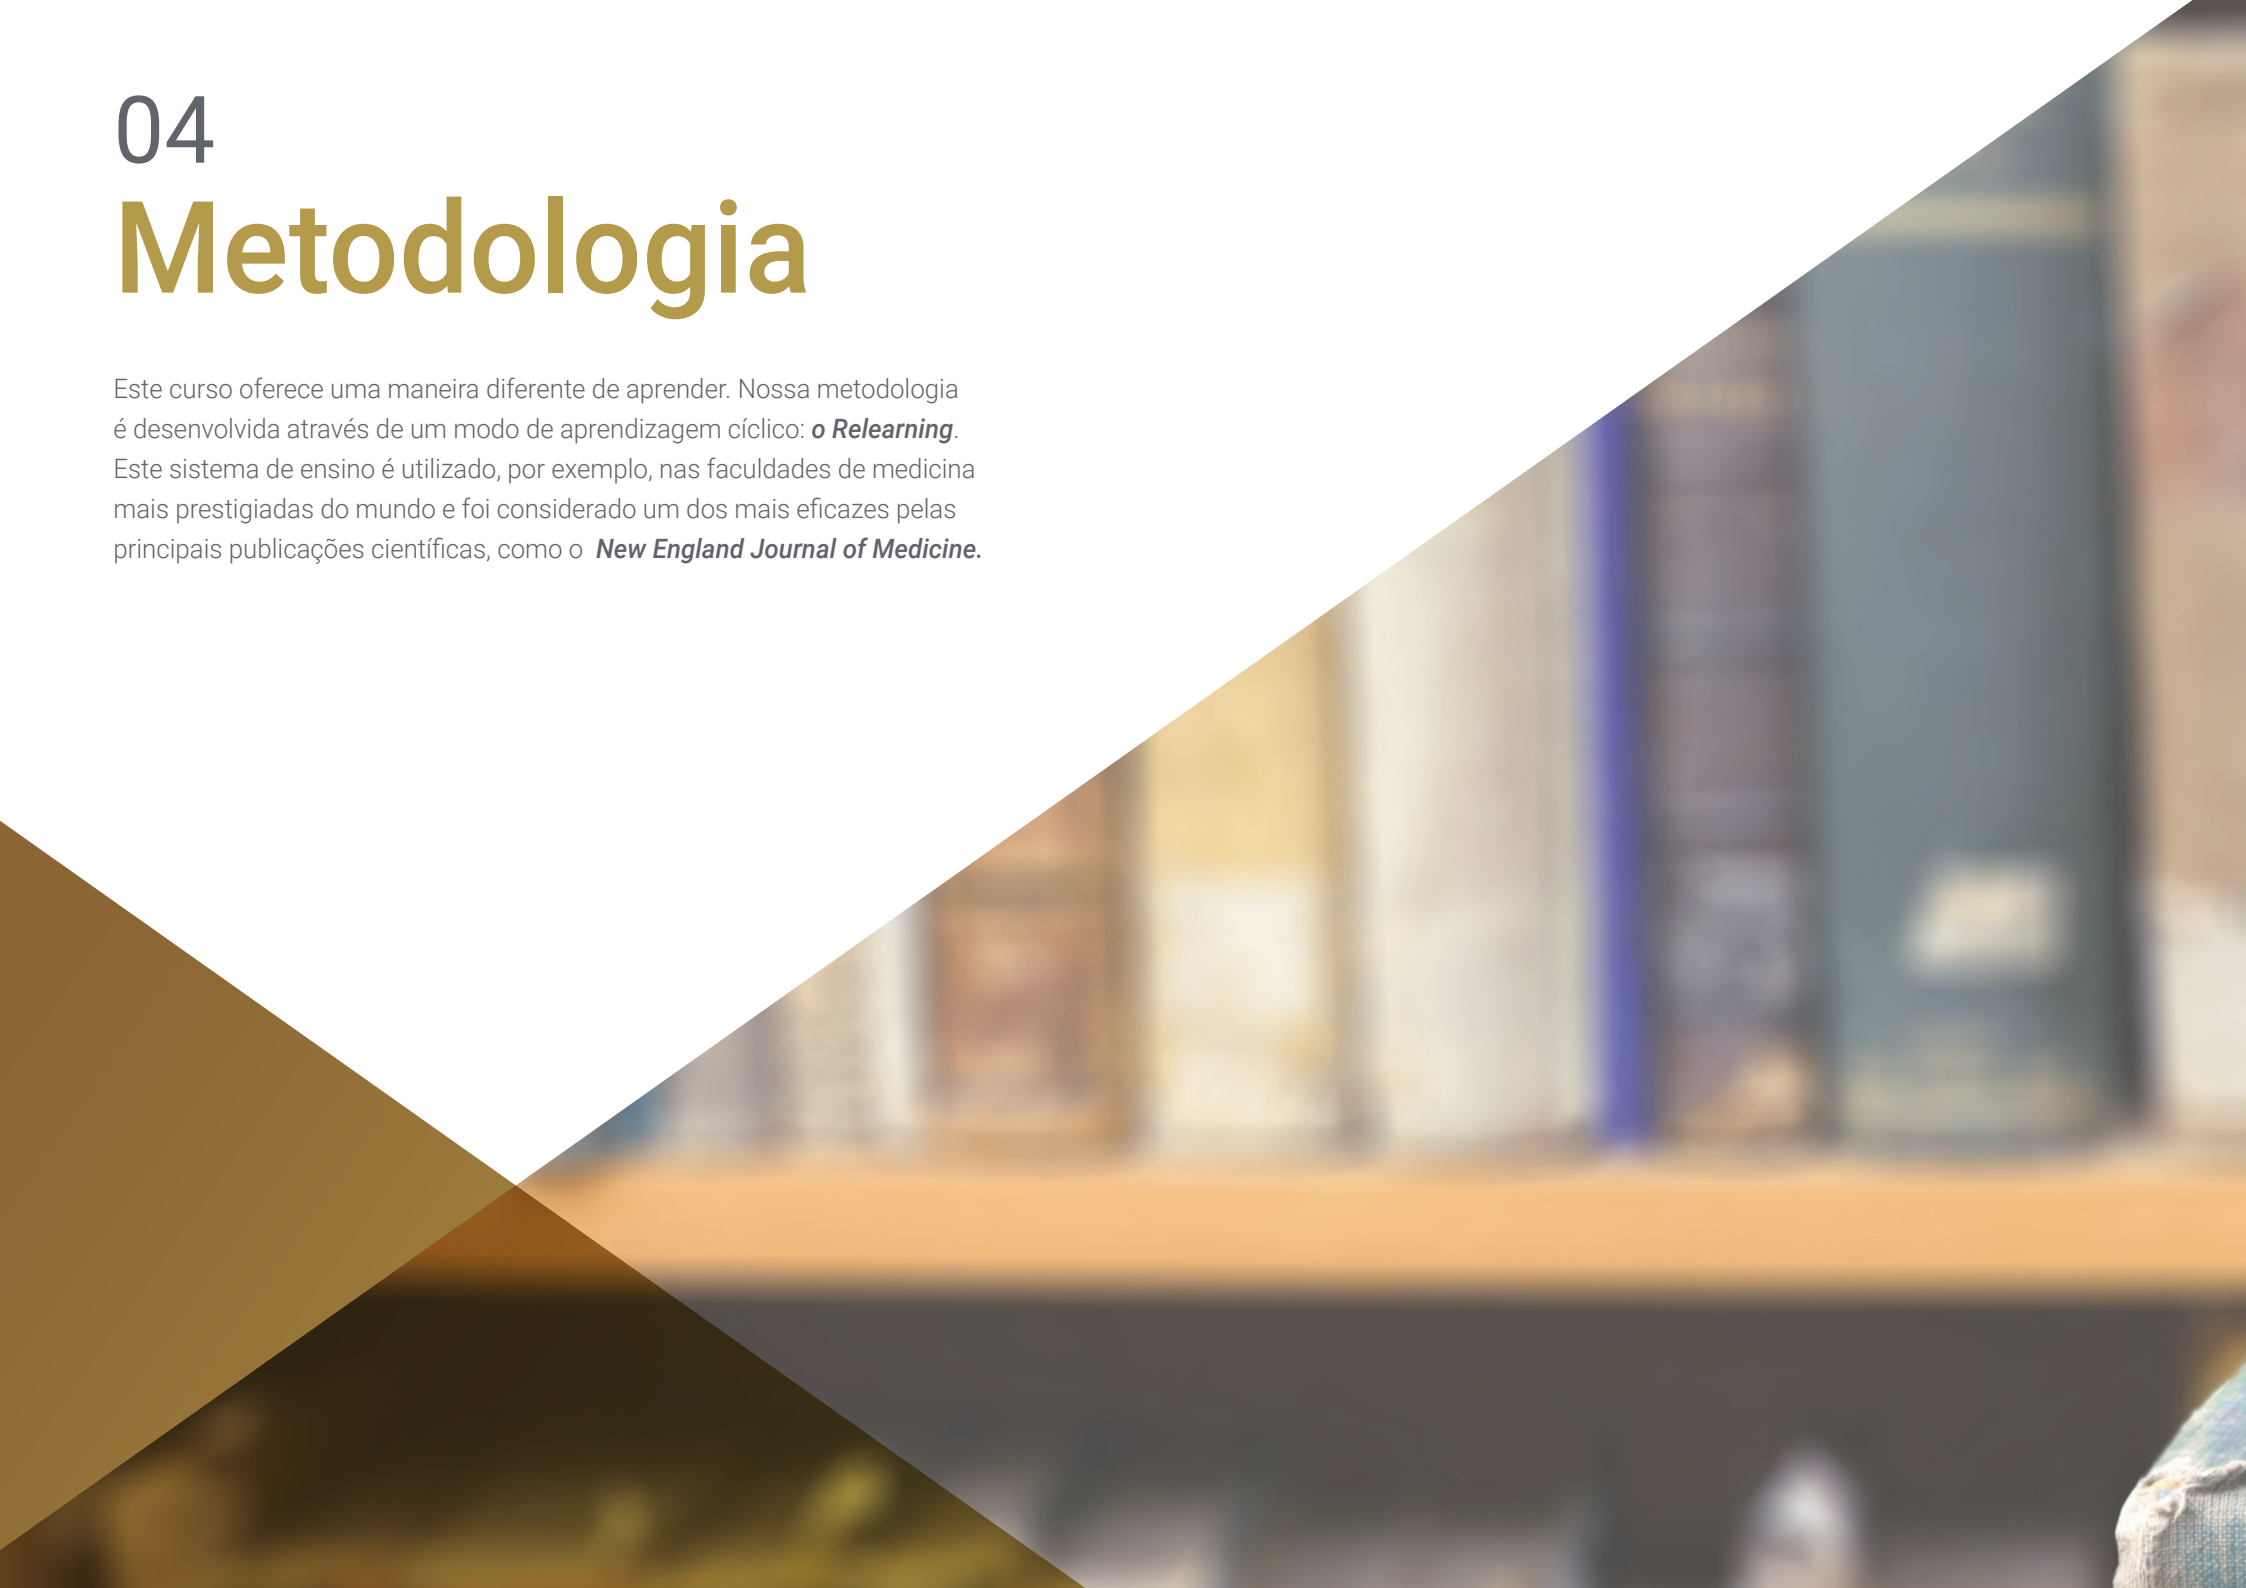 04
Metodologia
Este curso oferece uma maneira diferente de aprender. Nossa metodologia
é desenvolvida através de um modo de aprendizagem cíclico: o Relearning.
Este sistema de ensino é utilizado, por exemplo, nas faculdades de medicina
mais prestigiadas do mundo e foi considerado um dos mais eficazes pelas
principais publicações científicas, como o New England Journal of Medicine.